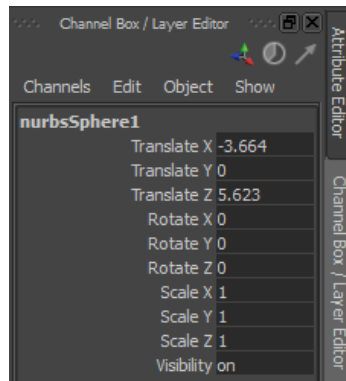 Channel Box / Layer Editor
Channels Edit Object Show
nurbsSphere1
Translate X -3.664
Translate Y 0
Translate Z 5.623
Rotate X 0
Rotate Y 0
Rotate Z 0
Scale X 1
Scale Y 1
Scale Z 1
Visibility on
Attribute Editor
Channel Box / Layer Editor